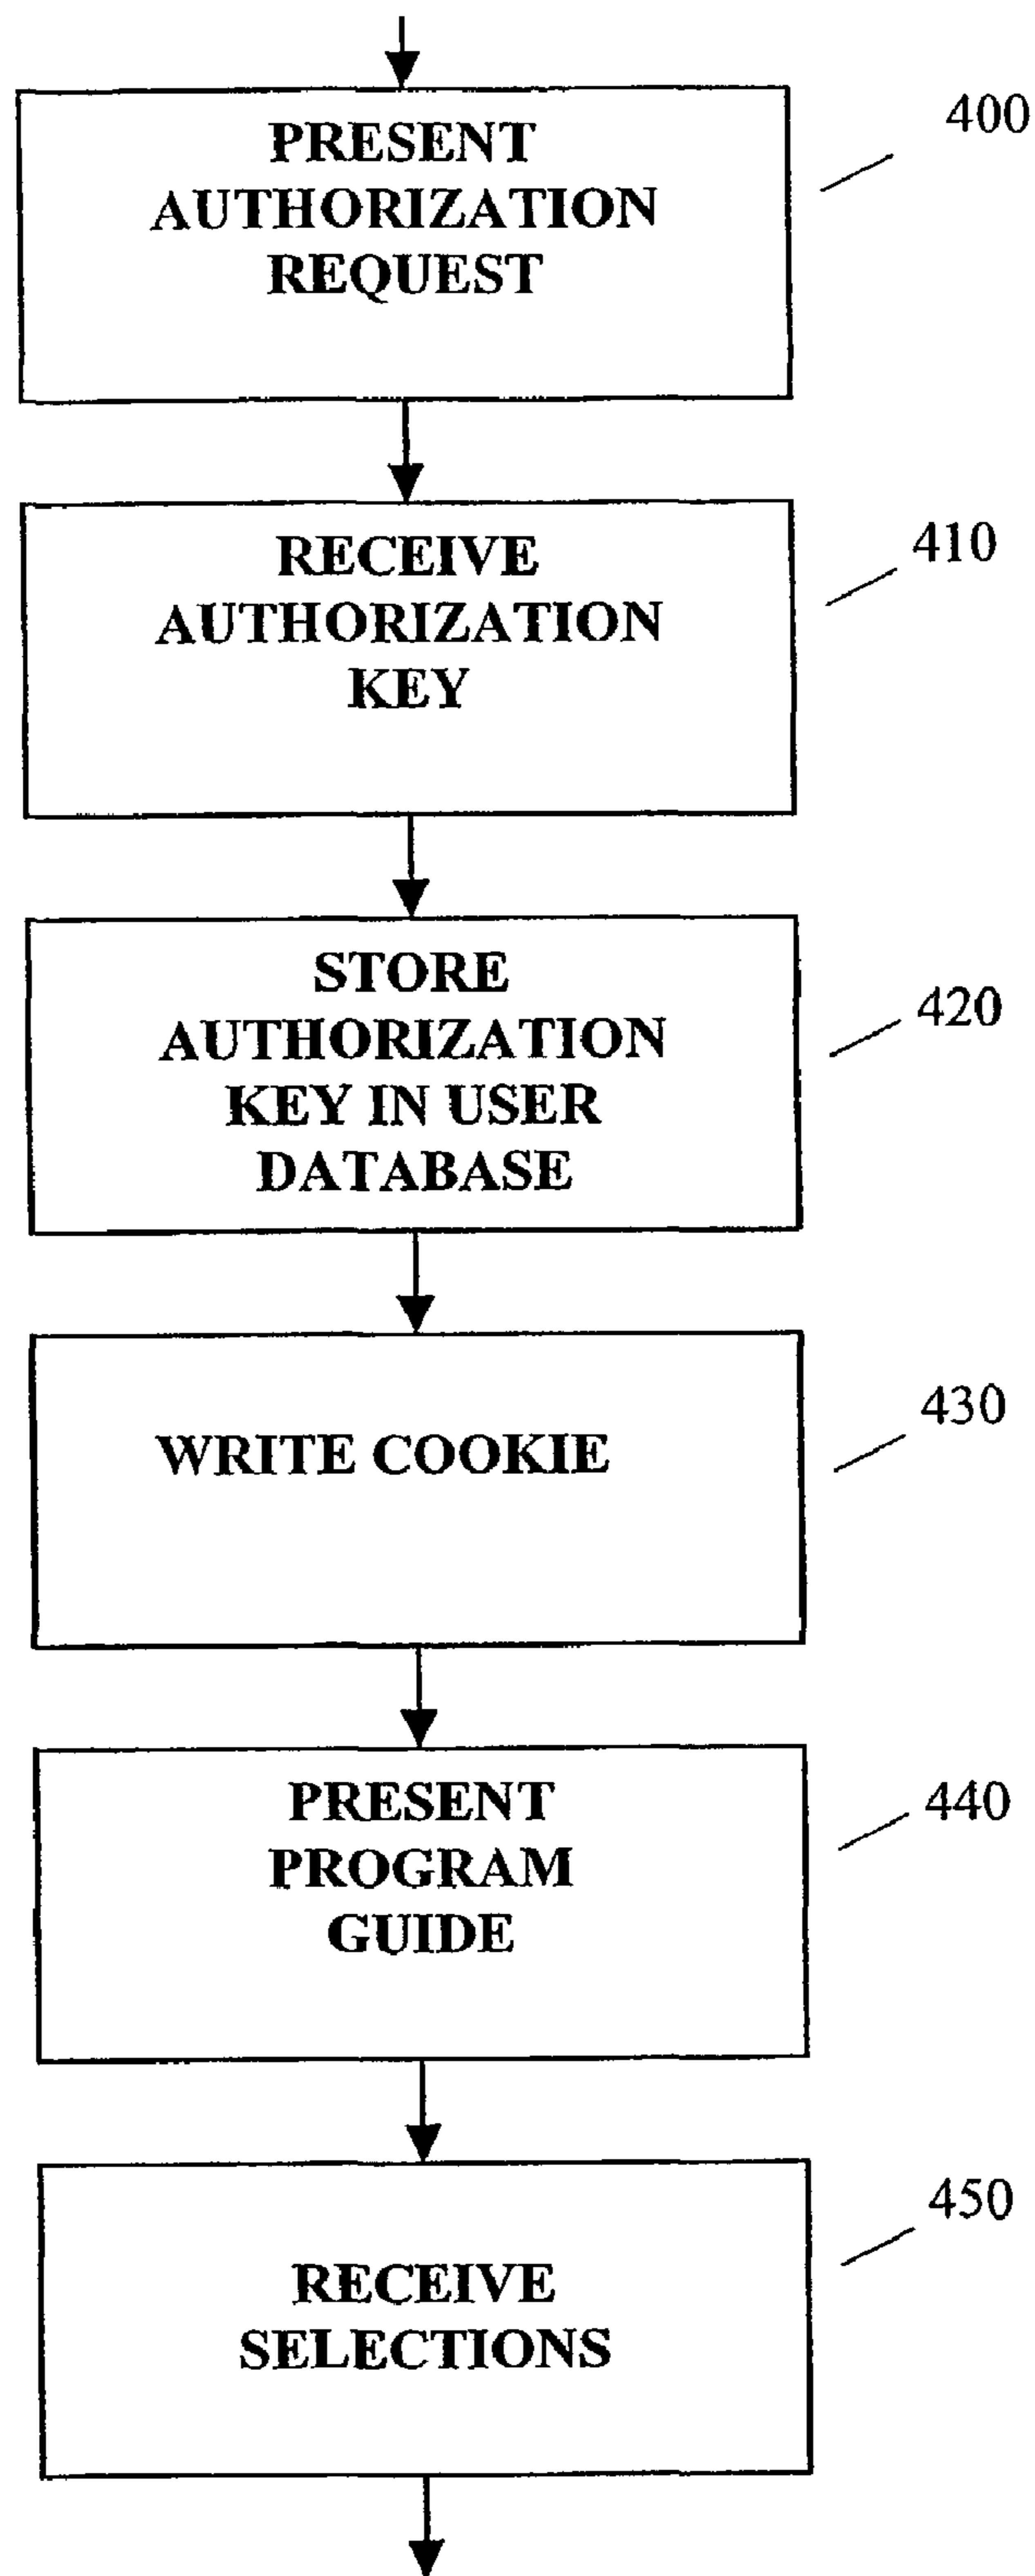 400
PRESENT
AUTHORIZATION
REQUEST
410
RECEIVE
AUTHORIZATION
KEY
420
STORE
AUTHORIZATION
KEY IN USER
DATABASE
430
WRITE COOKIE
440
PRESENT
PROGRAM
GUIDE
450
RECEIVE
SELECTIONS